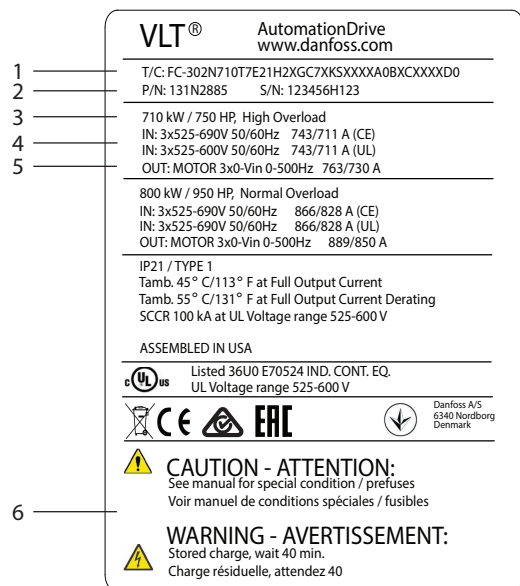 VLT® AutomationDrive
www.danfoss.com
1 T/C: FC-302N710T7E21H2XGC7XKSXXXXA0BXCXXXXD0
2 P/N: 131N2885 S/N: 123456H123
3 710 kW / 750 HP, High Overload
4 IN: 3x525-690V 50/60Hz 743/711 A (CE)
IN: 3x525-600V 50/60Hz 743/711 A (UL)
5 OUT: MOTOR 3x0-Vin 0-500Hz 763/730 A
800 kW / 950 HP, Normal Overload
IN: 3x525-690V 50/60Hz 866/828 A (CE)
IN: 3x525-690V 50/60Hz 866/828 A (UL)
OUT: MOTOR 3x0-Vin 0-500Hz 889/850 A
IP21 / TYPE 1
Tamb. 45° C/113° F at Full Output Current
Tamb. 55° C/131° F at Full Output Current Derating
SCCR 100 kA at UL Voltage range 525-600 V
ASSEMBLED IN USA
c UL us Listed 36U0 E70524 IND. CONT. EQ.
UL Voltage range 525-600 V
CE EAC
Danfoss A/S
6340 Nordborg
Denmark
CAUTION - ATTENTION:
See manual for special condition / prefuses
Voir manuel de conditions spéciales / fusibles
6
WARNING - AVERTISSEMENT:
Stored charge, wait 40 min.
Charge résiduelle, attendez 40